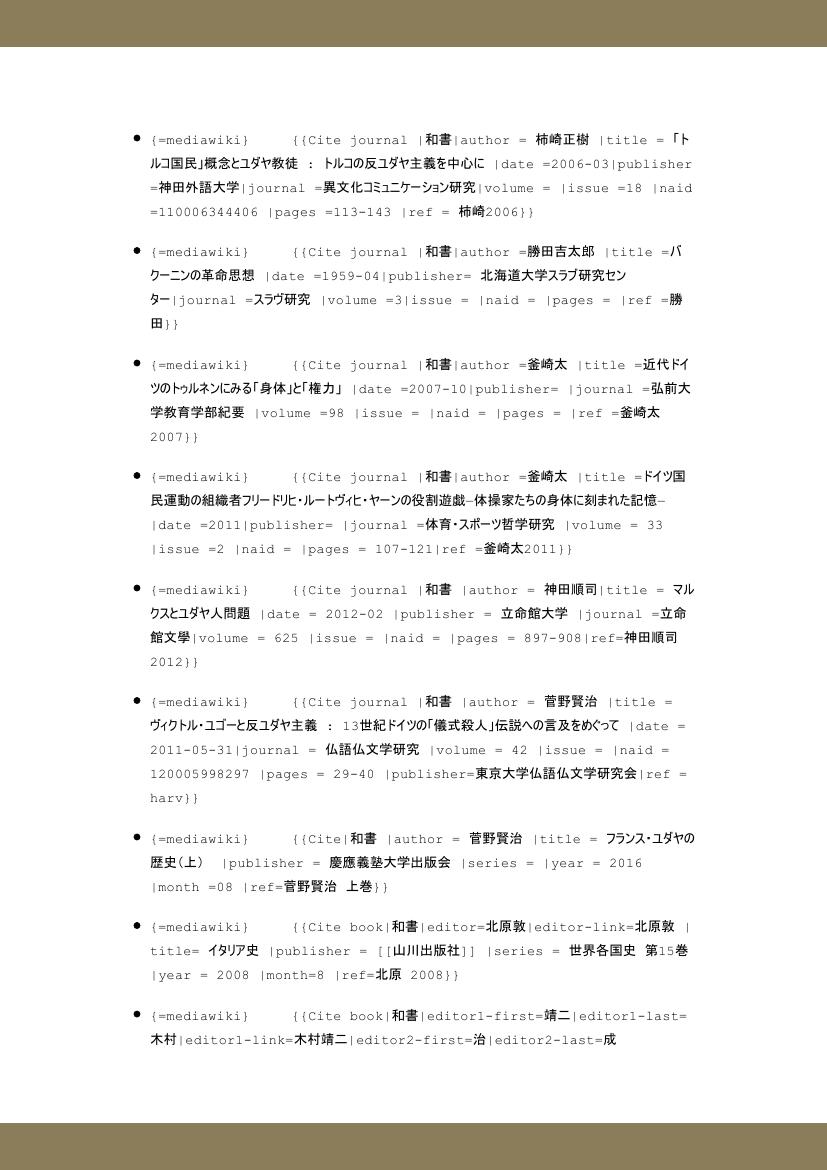 • {=mediawiki} {{Cite journal |和書|author = 柿崎正樹 |title = 「ト
ルコ国民」概念とユダヤ教徒 : トルコの反ユダヤ主義を中心に |date =2006-03|publisher
=神田外語大学|journal =異文化コミュニケーション研究|volume = |issue =18 |naid
=110006344406 |pages =113-143 |ref = 柿崎2006}}
• {=mediawiki} {{Cite journal |和書|author =勝田吉太郎 |title =バ
クーニンの革命思想 |date =1959-04|publisher= 北海道大学スラブ研究セン
ター|journal =スラヴ研究 |volume =3|issue = |naid = |pages = |ref =勝
田}}
• {=mediawiki} {{Cite journal |和書|author =釜崎太 |title =近代ドイ
ツのトゥルネンにみる「身体」と「権力」 |date =2007-10|publisher= |journal =弘前大
学教育学部紀要 |volume =98 |issue = |naid = |pages = |ref =釜崎太
2007}}
• {=mediawiki} {{Cite journal |和書|author =釜崎太 |title =ドイツ国
民運動の組織者フリードリヒ・ルートヴィヒ・ヤーンの役割遊戯—体操家たちの身体に刻まれた記憶—
|date =2011|publisher= |journal =体育・スポーツ哲学研究 |volume = 33
|issue =2 |naid = |pages = 107-121|ref =釜崎太2011}}
• {=mediawiki} {{Cite journal |和書 |author = 神田順司|title = マル
クスとユダヤ人問題 |date = 2012-02 |publisher = 立命館大学 |journal =立命
館文學|volume = 625 |issue = |naid = |pages = 897-908|ref=神田順司
2012}}
• {=mediawiki} {{Cite journal |和書 |author = 菅野賢治 |title =
ヴィクトル・ユゴーと反ユダヤ主義 : 13世紀ドイツの「儀式殺人」伝説への言及をめぐって |date =
2011-05-31|journal = 仏語仏文学研究 |volume = 42 |issue = |naid =
120005998297 |pages = 29-40 |publisher=東京大学仏語仏文学研究会|ref =
harv}}
• {=mediawiki} {{Cite|和書 |author = 菅野賢治 |title = フランス・ユダヤの
歴史(上) |publisher = 慶應義塾大学出版会 |series = |year = 2016
|month =08 |ref=菅野賢治 上巻}}
• {=mediawiki} {{Cite book|和書|editor=北原敦|editor-link=北原敦 |
title= イタリア史 |publisher = [[山川出版社]] |series = 世界各国史 第15巻
|year = 2008 |month=8 |ref=北原 2008}}
• {=mediawiki} {{Cite book|和書|editor1-first=靖二|editor1-last=
木村|editor1-link=木村靖二|editor2-first=治|editor2-last=成